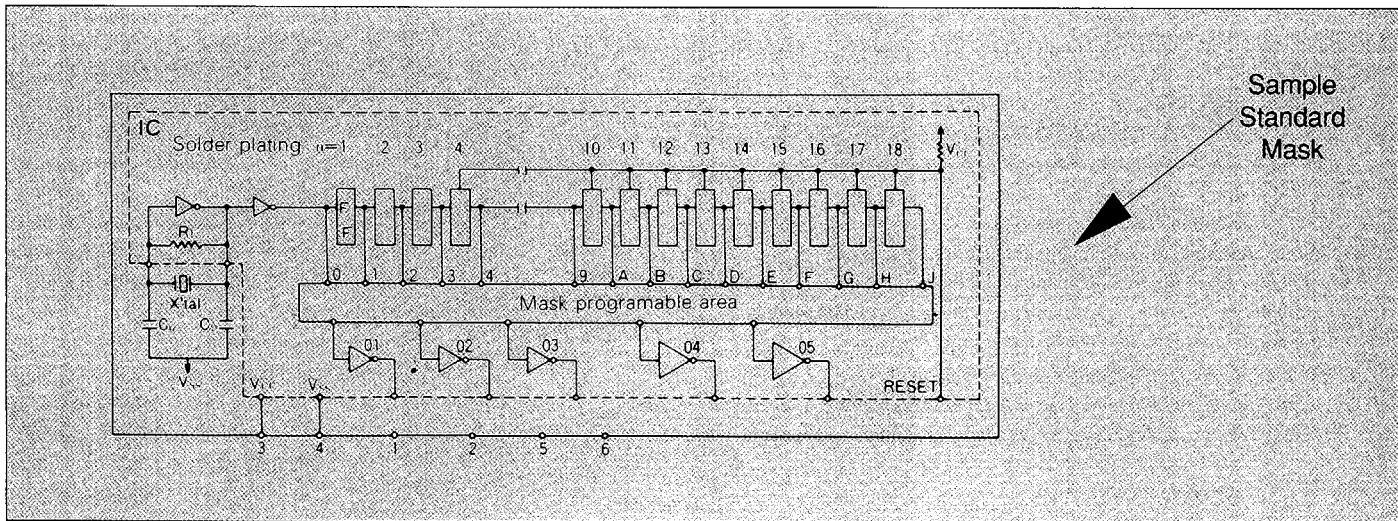 Sample
Standard
Mask
IC
Solder plating n=1 2 3 4 10 11 12 13 14 15 16 17 18
F
F
X'tal
0 1 2 3 4 9 A B C D E F G H J
Mask programable area
01 02 03 04 05
RESET
3 4 1 2 5 6